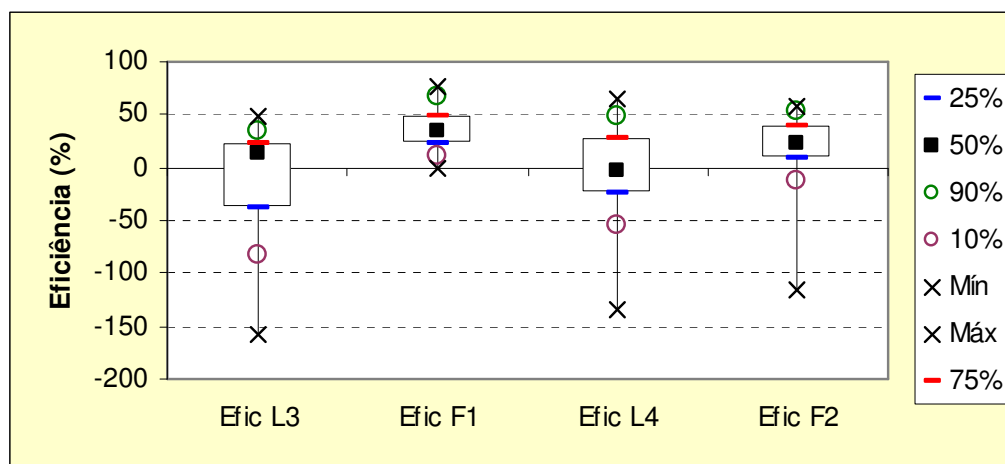 Eficiência (%)
100
50
0
-50
-100
-150
-200
Efic L3
Efic F1
Efic L4
Efic F2
25%
50%
90%
10%
Mín
Máx
75%